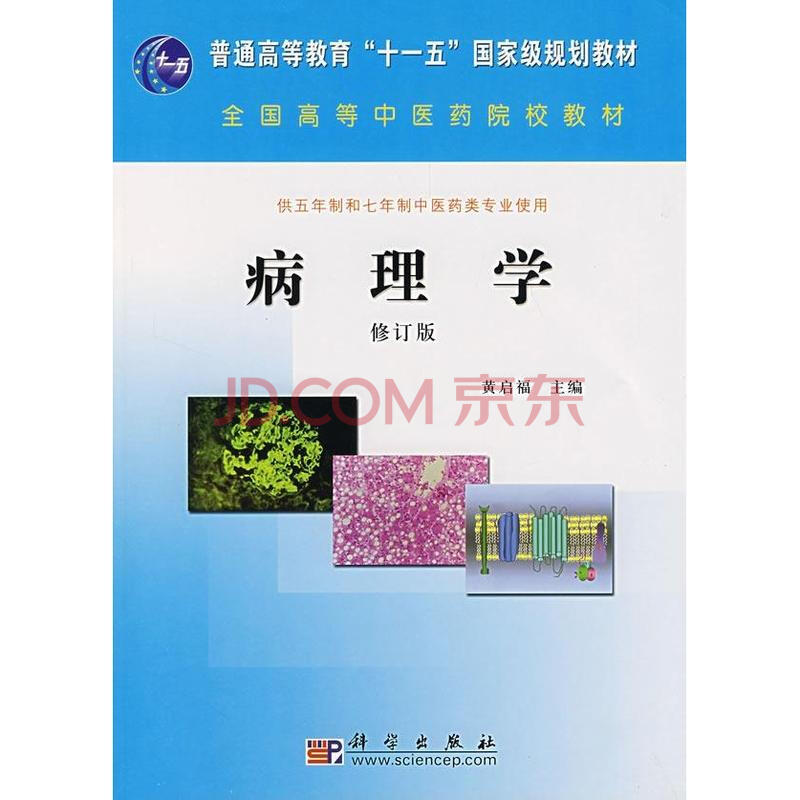 十一五
普通高等教育“十一五”国家级规划教材
全国高等中医药院校教材
供五年制和七年制中医药类专业使用
病理学
修订版
黄启福 主编
JD.COM 京东
SP 科学出版社
www.sciencep.com